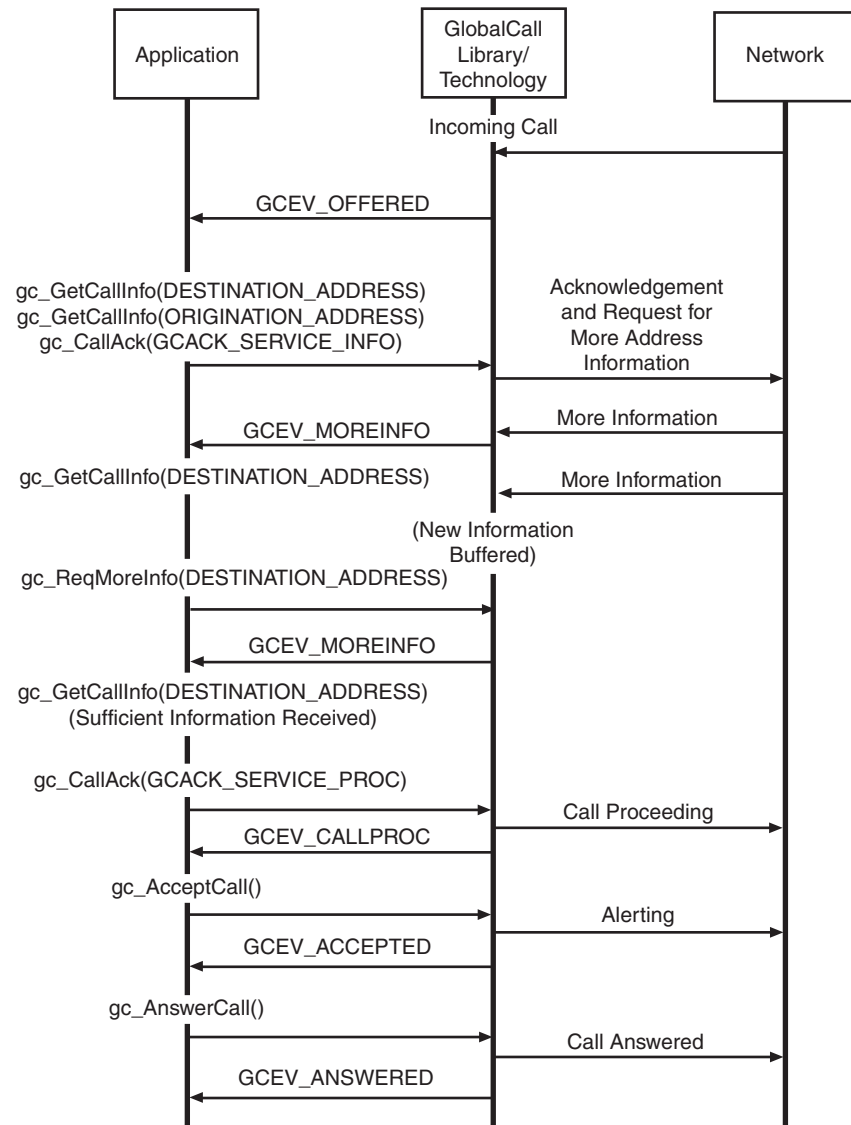 Application
GlobalCall
Library/
Technology
Network
Incoming Call
GCEV_OFFERED
gc_GetCallInfo(DESTINATION_ADDRESS)
gc_GetCallInfo(ORIGINATION_ADDRESS)
gc_CallAck(GCACK_SERVICE_INFO)
Acknowledgement
and Request for
More Address
Information
GCEV_MOREINFO
More Information
gc_GetCallInfo(DESTINATION_ADDRESS)
More Information
(New Information
Buffered)
gc_ReqMoreInfo(DESTINATION_ADDRESS)
GCEV_MOREINFO
gc_GetCallInfo(DESTINATION_ADDRESS)
(Sufficient Information Received)
gc_CallAck(GCACK_SERVICE_PROC)
Call Proceeding
GCEV_CALLPROC
gc_AcceptCall()
Alerting
GCEV_ACCEPTED
gc_AnswerCall()
Call Answered
GCEV_ANSWERED